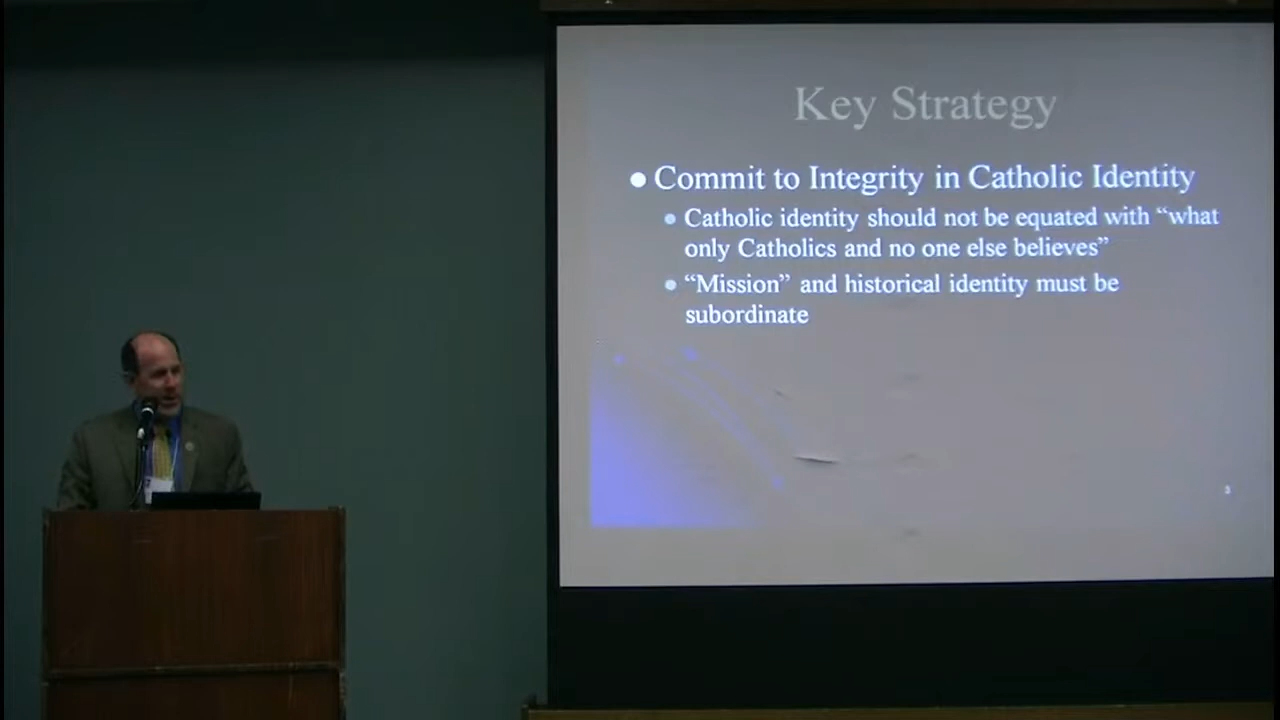 Key Strategy
Commit to Integrity in Catholic Identity
Catholic identity should not be equated with “what
only Catholics and no one else believes”
“Mission” and historical identity must be
subordinate
3